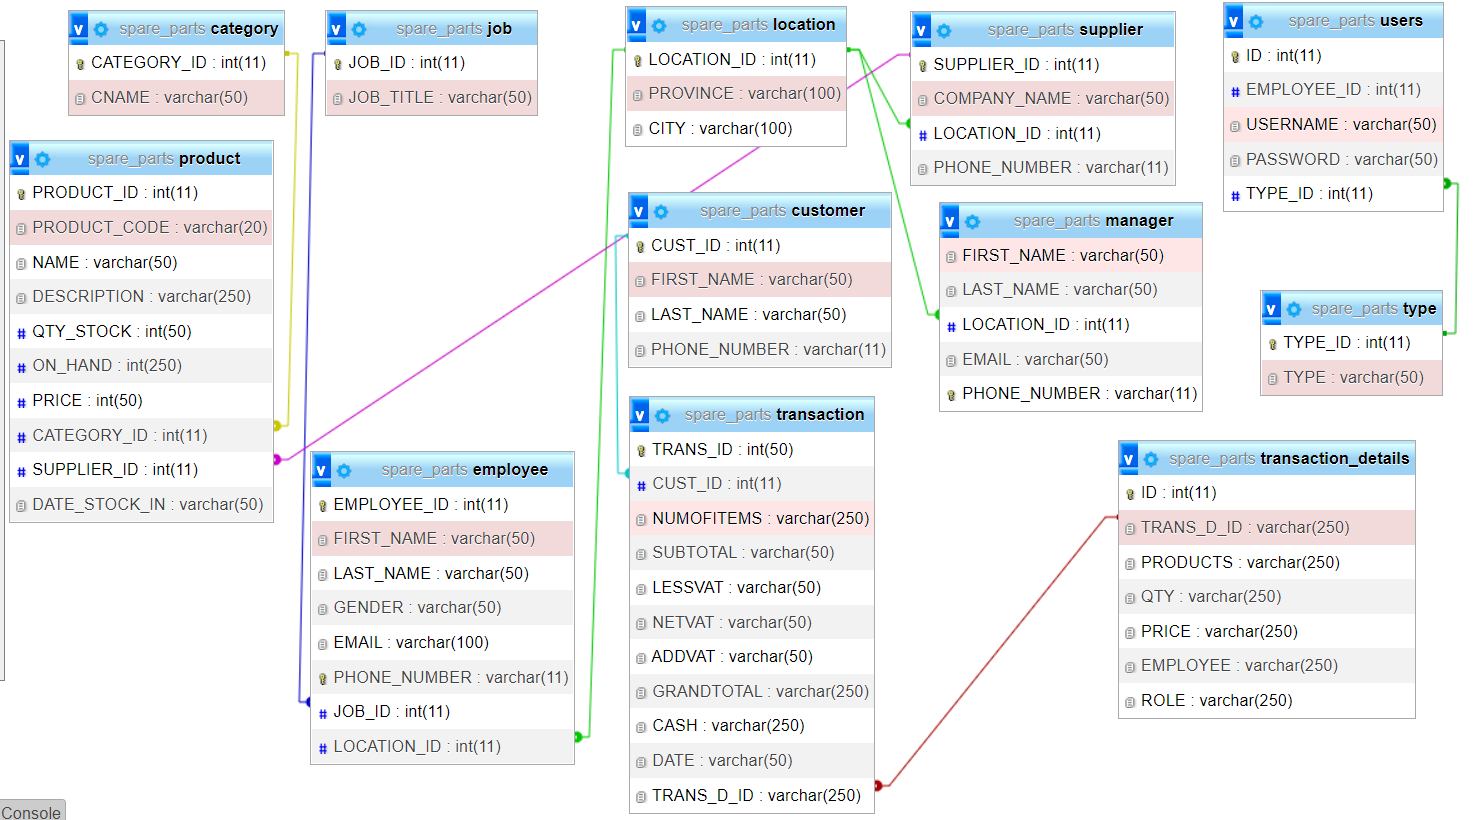 v spare_parts category
CATEGORY_ID : int(11)
CNAME : varchar(50)
v spare_parts job
JOB_ID : int(11)
JOB_TITLE : varchar(50)
v spare_parts location
LOCATION_ID : int(11)
PROVINCE : varchar(100)
CITY : varchar(100)
v spare_parts supplier
SUPPLIER_ID : int(11)
COMPANY_NAME : varchar(50)
# LOCATION_ID : int(11)
PHONE_NUMBER : varchar(11)
v spare_parts users
ID : int(11)
# EMPLOYEE_ID : int(11)
USERNAME : varchar(50)
PASSWORD : varchar(50)
# TYPE_ID : int(11)
v spare_parts product
PRODUCT_ID : int(11)
PRODUCT_CODE : varchar(20)
NAME : varchar(50)
DESCRIPTION : varchar(250)
# QTY_STOCK : int(50)
# ON_HAND : int(250)
# PRICE : int(50)
# CATEGORY_ID : int(11)
# SUPPLIER_ID : int(11)
DATE_STOCK_IN : varchar(50)
v spare_parts customer
CUST_ID : int(11)
FIRST_NAME : varchar(50)
LAST_NAME : varchar(50)
PHONE_NUMBER : varchar(11)
v spare_parts manager
FIRST_NAME : varchar(50)
LAST_NAME : varchar(50)
# LOCATION_ID : int(11)
EMAIL : varchar(50)
PHONE_NUMBER : varchar(11)
v spare_parts type
TYPE_ID : int(11)
TYPE : varchar(50)
v spare_parts employee
EMPLOYEE_ID : int(11)
FIRST_NAME : varchar(50)
LAST_NAME : varchar(50)
GENDER : varchar(50)
EMAIL : varchar(100)
PHONE_NUMBER : varchar(11)
# JOB_ID : int(11)
# LOCATION_ID : int(11)
v spare_parts transaction
TRANS_ID : int(50)
# CUST_ID : int(11)
NUMOFITEMS : varchar(250)
SUBTOTAL : varchar(50)
LESSVAT : varchar(50)
NETVAT : varchar(50)
ADDVAT : varchar(50)
GRANDTOTAL : varchar(250)
CASH : varchar(250)
DATE : varchar(50)
TRANS_D_ID : varchar(250)
v spare_parts transaction_details
ID : int(11)
TRANS_D_ID : varchar(250)
PRODUCTS : varchar(250)
QTY : varchar(250)
PRICE : varchar(250)
EMPLOYEE : varchar(250)
ROLE : varchar(250)
Console